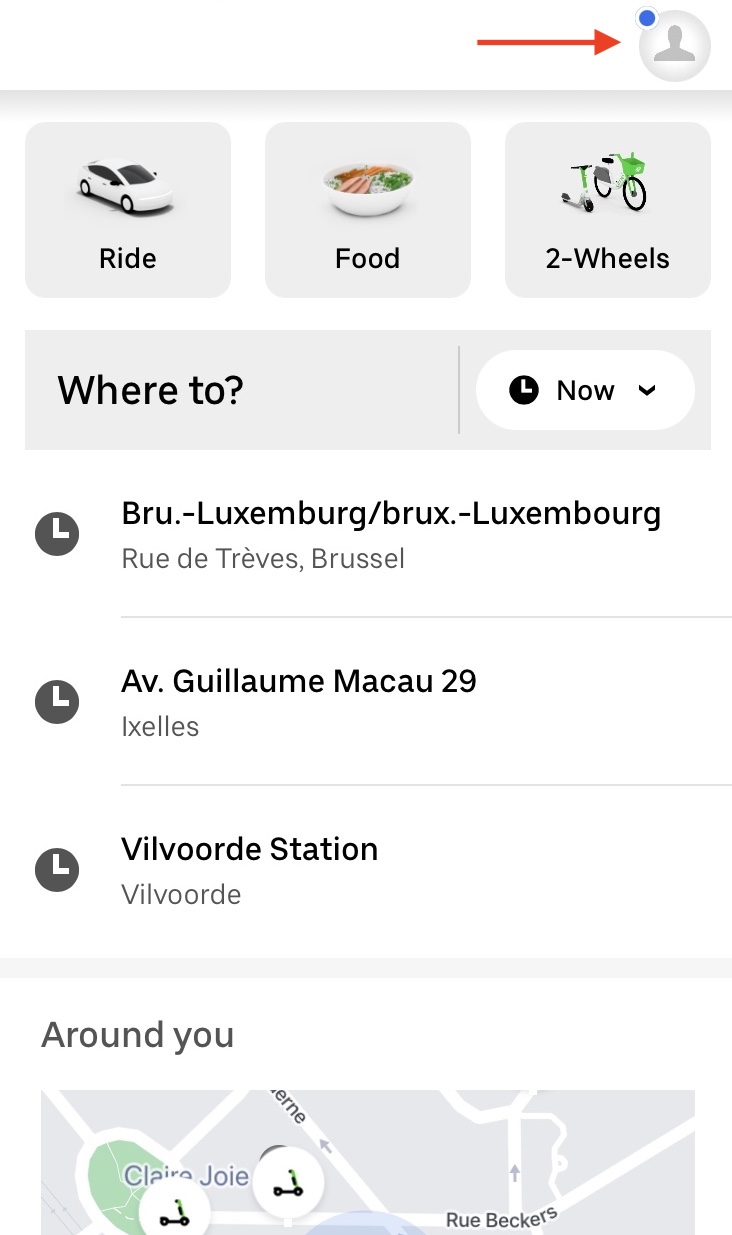 Ride
Food
2-Wheels
Where to?
Now
Bru.-Luxemburg/brux.-Luxembourg
Rue de Trèves, Brussel
Av. Guillaume Macau 29
Ixelles
Vilvoorde Station
Vilvoorde
Around you
erne
Claire Joie
Rue Beckers